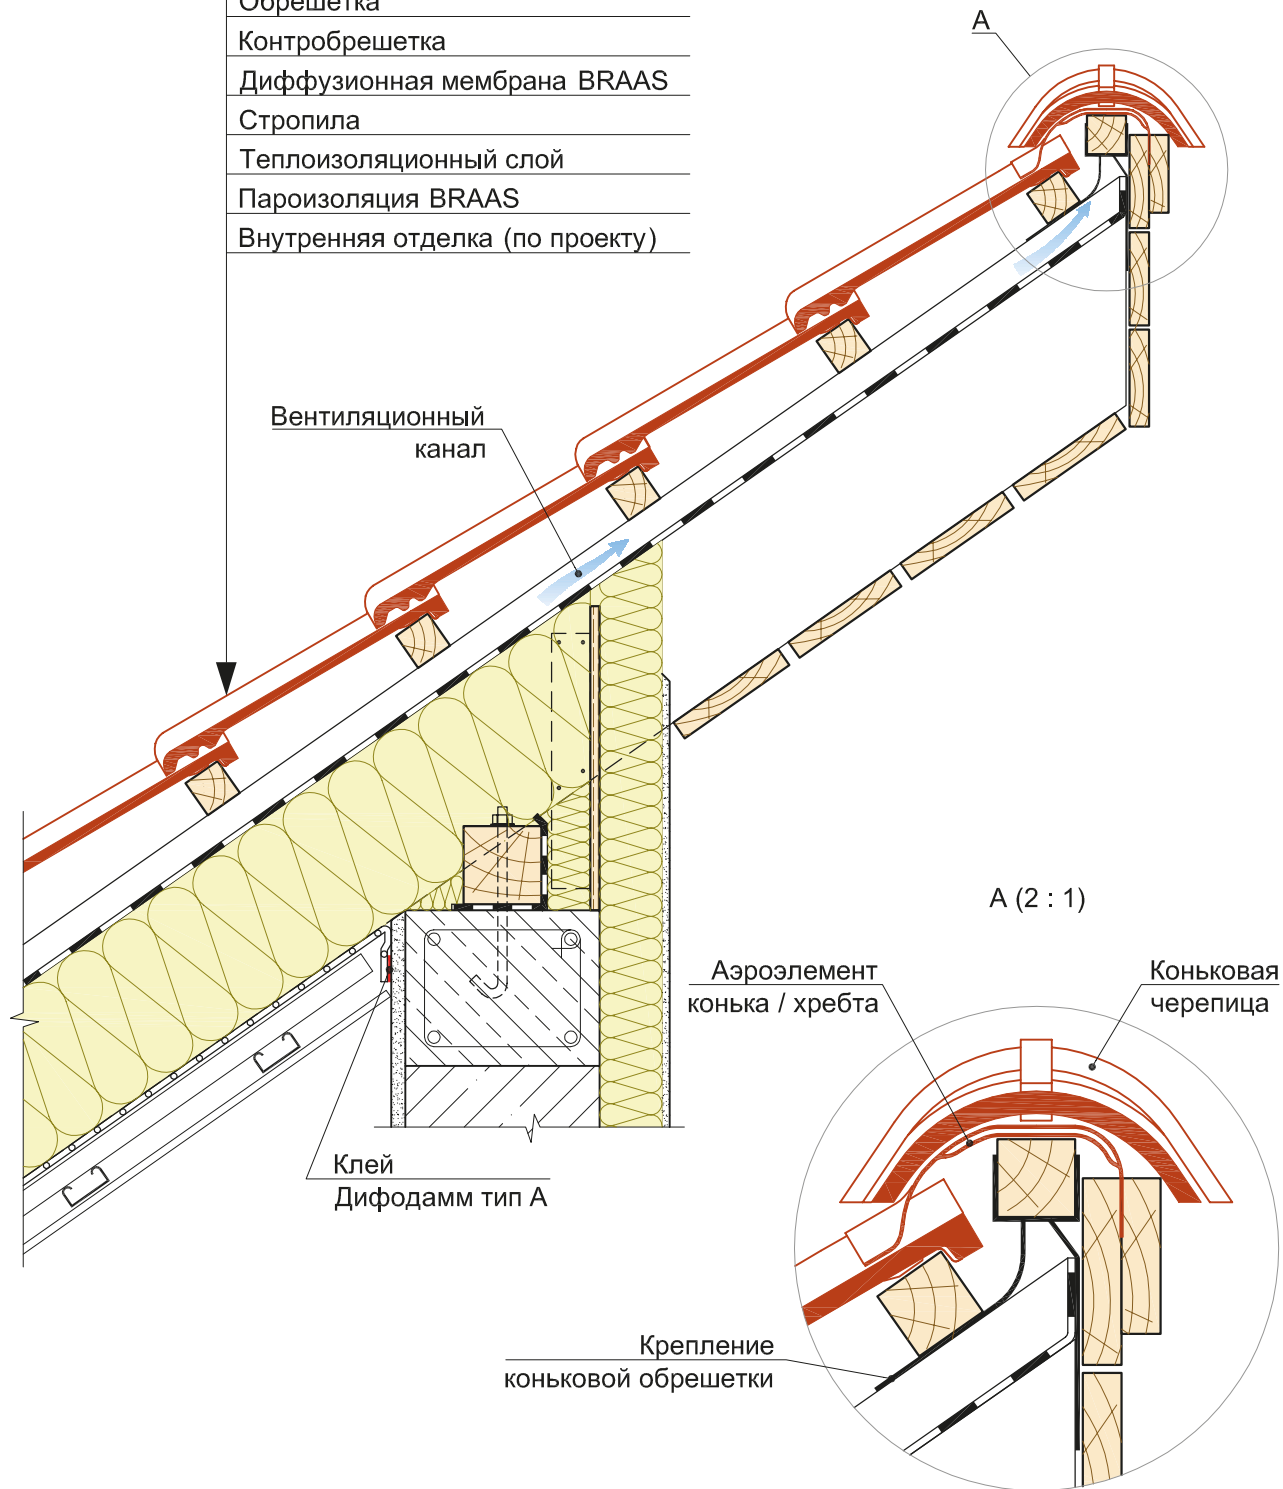 Обрешетка
Контробрешетка
Диффузионная мембрана BRAAS
Стропила
Теплоизоляционный слой
Пароизоляция BRAAS
Внутренняя отделка (по проекту)
А
Вентиляционный
канал
А (2 : 1)
Аэроэлемент
конька / хребта
Коньковая
черепица
Клей
Дифодамм тип А
Крепление
коньковой обрешетки